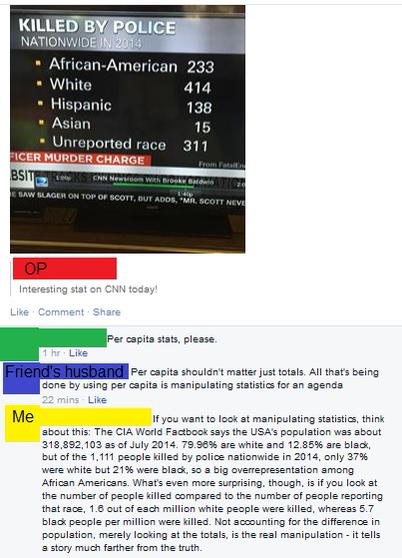 KILLED BY POLICE
NATIONWIDE IN 2014
African-American 233
White 414
Hispanic 138
Asian 15
Unreported race 311
FICER MURDER CHARGE
From FatalEn
BSIT
1:00p CNN Newsroom With Brooke Baldwin 2:0
1:40p
E SAW SLAGER ON TOP OF SCOTT, BUT ADDS, "MR. SCOTT NEVE
OP
Interesting stat on CNN today!
Like · Comment · Share
Per capita stats, please.
1 hr · Like
Friend's husband Per capita shouldn't matter just totals. All that's being
done by using per capita is manipulating statistics for an agenda
22 mins · Like
Me If you want to look at manipulating statistics, think
about this: The CIA World Factbook says the USA's population was about
318,892,103 as of July 2014. 79.96% are white and 12.85% are black,
but of the 1,111 people killed by police nationwide in 2014, only 37%
were white but 21% were black, so a big overrepresentation among
African Americans. What's even more surprising, though, is if you look at
the number of people killed compared to the number of people reporting
that race, 1.6 out of each million white people were killed, whereas 5.7
black people per million were killed. Not accounting for the difference in
population, merely looking at the totals, is the real manipulation - it tells
a story much farther from the truth.